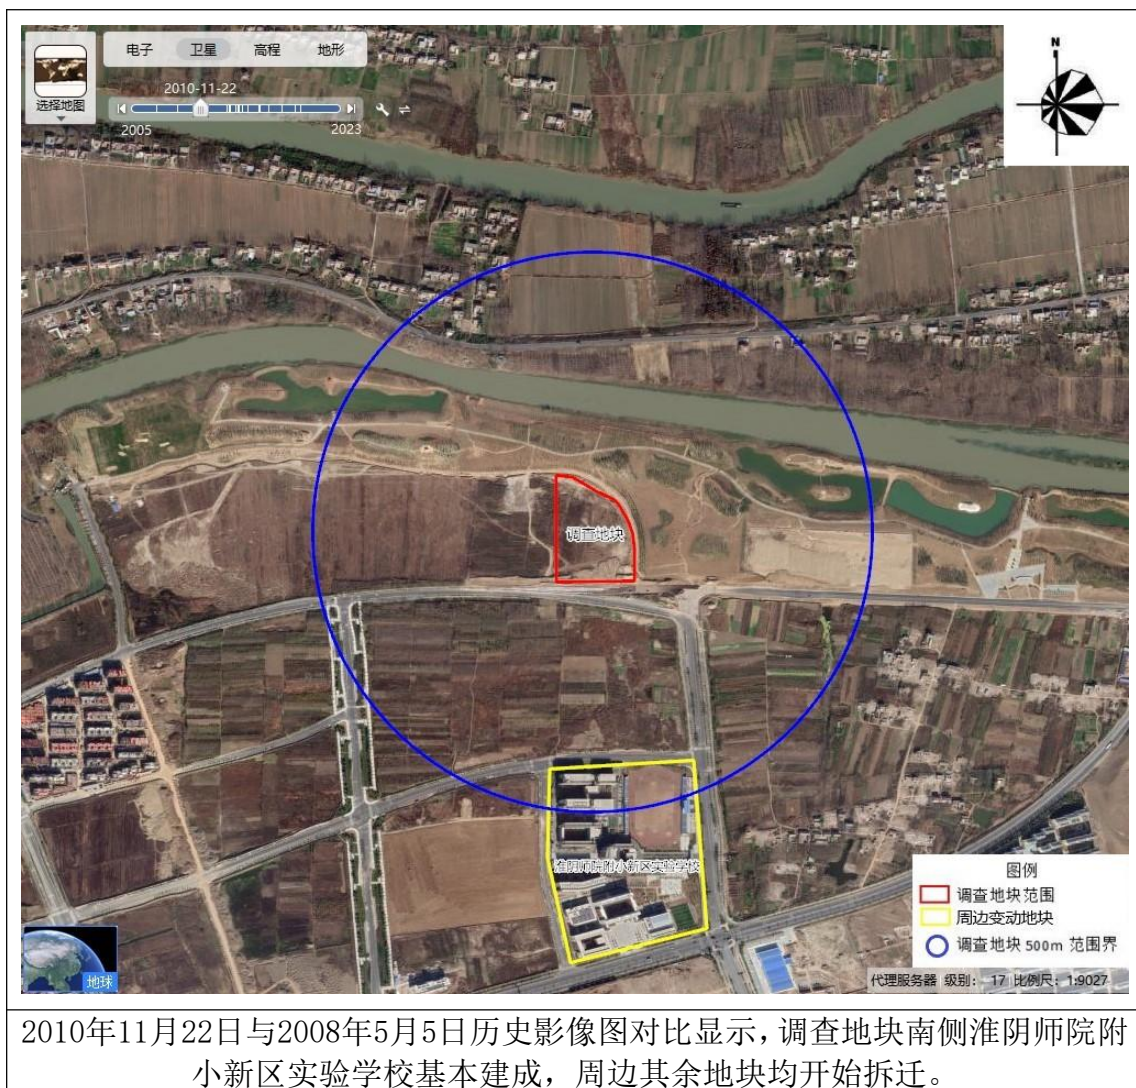 电子 卫星 高程 地形
2010-11-22
选择地图
2005 2023
N
调查地块
淮阴师院附小新区实验学校
图例
调查地块范围
周边变动地块
调查地块 500m 范围界
地球
代理服务器 级别: 17 比例尺: 1:9027
2010年11月22日与2008年5月5日历史影像图对比显示，调查地块南侧淮阴师院附
小新区实验学校基本建成，周边其余地块均开始拆迁。